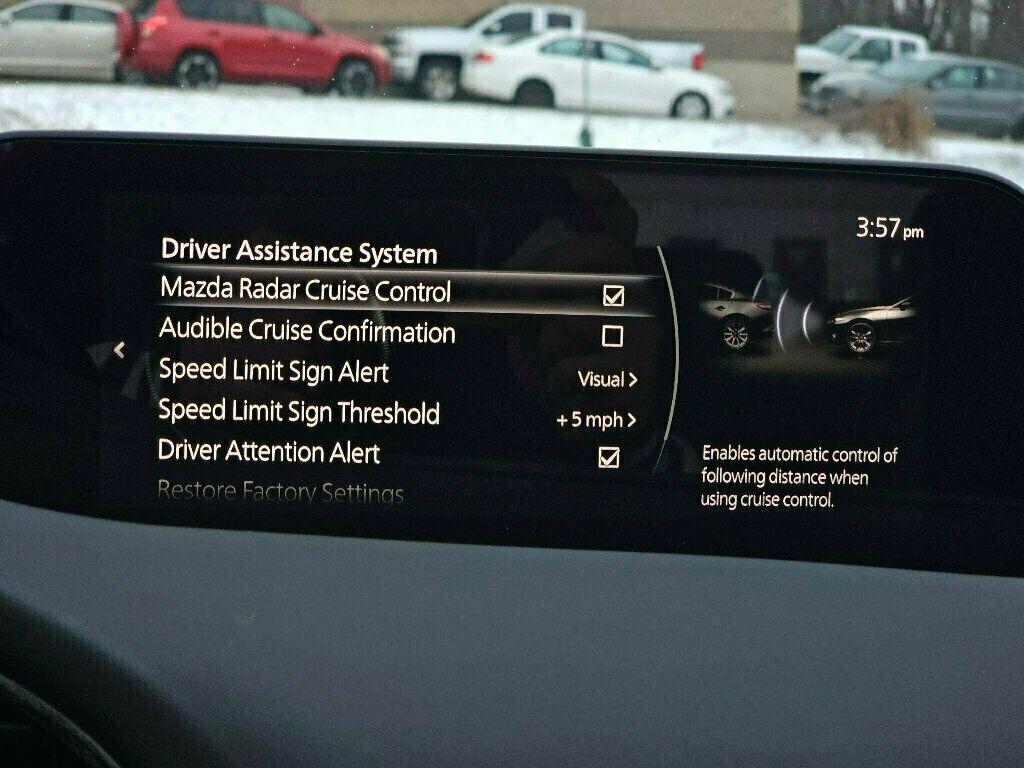 3:57 pm
Driver Assistance System
Mazda Radar Cruise Control
Audible Cruise Confirmation
Speed Limit Sign Alert Visual >
Speed Limit Sign Threshold + 5 mph >
Driver Attention Alert
Restore Factory Settings
Enables automatic control of
following distance when
using cruise control.